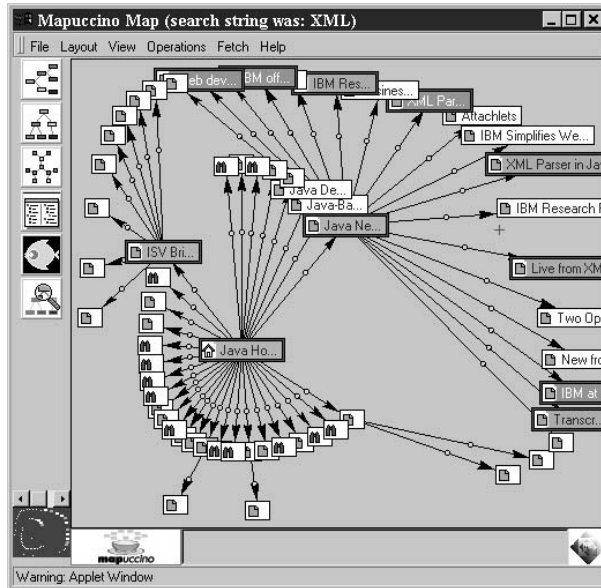 Mapuccino Map (search string was: XML)
File Layout View Operations Fetch Help
eb dev...
BM off...
IBM Res...
sines...
XML Par...
Attachlets
IBM Simplifies We...
XML Parser in Jav
Java De...
Java-Ba...
IBM Research R
Java Ne...
ISV Bri...
Live from XM
Two Op
Java Ho...
New fro
IBM at
Transcr...
mapuccino
Warning: Applet Window